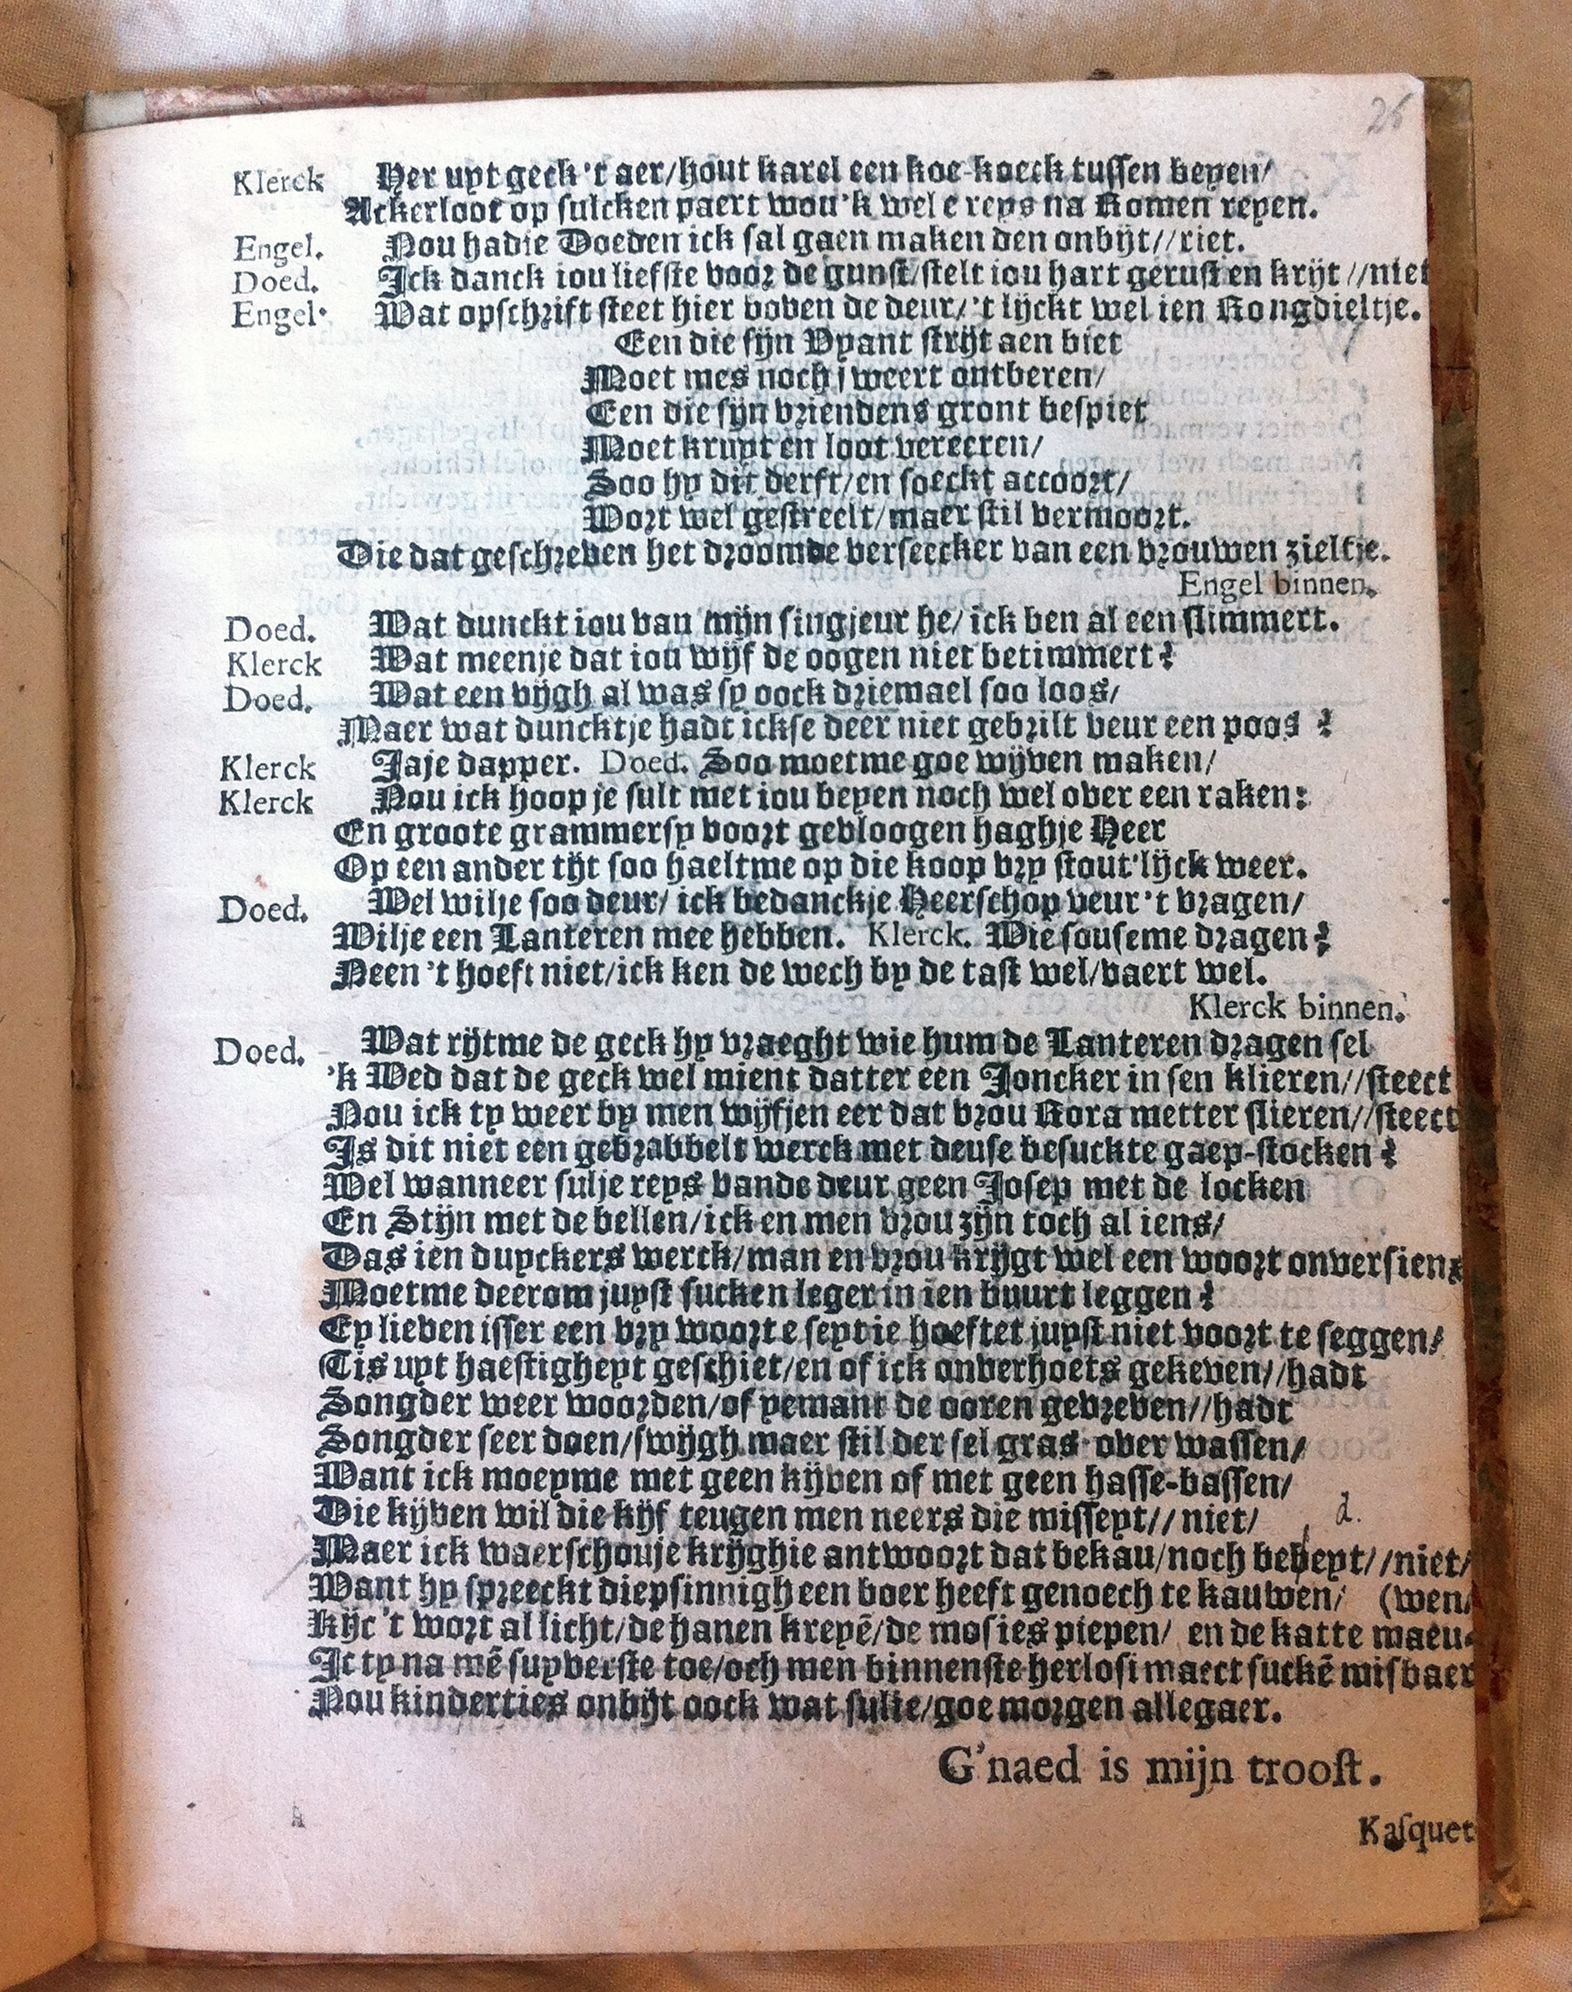 26
Klerck Her uyt geck 't aer/hout karel een koe-koeck tussen beyen/
Ackerloot op sulcken paert wou'k wel e reys na Romen reyen.
Engel. Nou hadie Doeden ick sal gaen maken den onbijt//riet.
Doed. Ick danck iou liefste voor de gunst/stelt iou hart gerust en krijt //niet
Engel. Wat opschrift steet hier boven de deur/'t lijckt wel ien Rongdieltje.
Een die sijn Vyant strijt aen biet
Moet mes noch sweert ontberen/
Een die sijn vriendens gront bespiet
Moet kruyt en loot vereeren/
Soo hy dit derft/en soeckt accoort/
Wort wel gestreelt/maer stil vermoort.
Die dat geschreven het droomde verseecker van een vrouwen zieltje.
Engel binnen.
Doed. Wat dunckt iou van mijn singjeur he/ick ben al een slimmert.
Klerck Wat meenje dat iou wijf de oogen niet betimmert?
Doed. Wat een vijgh al was sy oock driemael soo loos/
Maer wat duncktje hadt ickse deer niet gebrilt veur een poos ?
Klerck Jaje dapper. Doed. Soo moetme goe wijven maken/
Klerck Nou ick hoop je sult met iou beyen noch wel over een raken:
En groote grammersy voort gevloogen haghje Heer
Op een ander tijt soo haeltme op die koop vry stout'lijck weer.
Doed. Wel wilje soo deur/ick bedanckje Heerschop veur't vragen/
Wilje een Lanteren mee hebben. Klerck. Wie souseme dragen?
Neen 't hoeft niet/ick ken de wech by de tast wel/vaert wel.
Klerck binnen.
Doed. Wat rijtme de geck hy vraeght wie hum de Lanteren dragen sel
'k Wed dat de geck wel mient datter een Joncker in sen klieren//steect
Nou ick ty weer by men wijfjen eer dat vrou Kora metter slieren//steect
Is dit niet een gebrabbelt werck met deuse besuckte gaep-stocken?
Wel wanneer sulje reys vande deur geen Josep met de locken
En Stijn met de bellen/ick en men vrou zijn toch al iens/
Das ien duyckers werck/man en vrou krijgt wel een woort onversiens
Moetme deerom juyst sucken leger in ien buurt leggen?
Ey lieven isser een vry woort e seyt ie hoeftet juyst niet voort te seggen/
Tis uyt haestigheyt geschiet/en of ick onverhoets gekeven//hadt
Songder weer woorden/of yemant de ooren gevreven//hadt
Songder seer doen/swijgh maer stil der sel gras over wassen/
Want ick moeyme met geen kijven of met geen hasse-bassen/
Die kijven wil die kijf teugen men neers die misseyt// niet/
d.
Maer ick waerschouje krijghie antwoort dat bekau/noch beheyt//niet/
Want hy spreeckt diepsinnigh een boer heeft genoech te kauwen/ (wen/
Kijc 't wort al licht/de hanen kreyē/de mosies piepen/ en de katte maeu-
Ic ty na mē suyverste toe/och men binnenste herlosi maect suckē misbaer
Nou kinderties onbijt oock wat sulie/goe morgen allegaer.
G'naed is mijn troost.
Kasquet